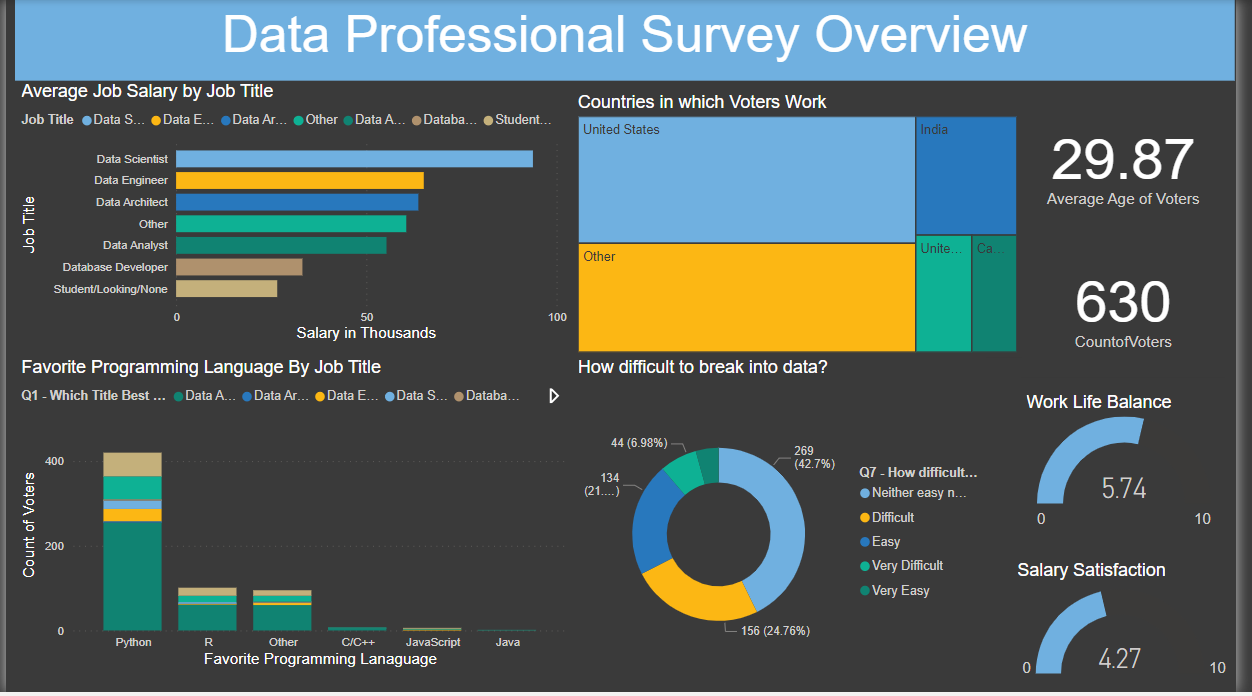 Data Professional Survey Overview
Average Job Salary by Job Title
Job Title Data S... Data E... Data Ar... Other Data A... Databa... Student...
Job Title
Data Scientist
Data Engineer
Data Architect
Other
Data Analyst
Database Developer
Student/Looking/None
0 50 100
Salary in Thousands
Countries in which Voters Work
United States
India
Other
Unite...
Ca...
29.87
Average Age of Voters
630
CountofVoters
Favorite Programming Language By Job Title
Q1 - Which Title Best ... Data A... Data Ar... Data E... Data S... Databa...
Count of Voters
400
200
0
Python R Other C/C++ JavaScript Java
Favorite Programming Lanaguage
How difficult to break into data?
44 (6.98%)
269
(42.7%)
134
(21....)
156 (24.76%)
Q7 - How difficult...
Neither easy n...
Difficult
Easy
Very Difficult
Very Easy
Work Life Balance
5.74
0 10
Salary Satisfaction
4.27
0 10